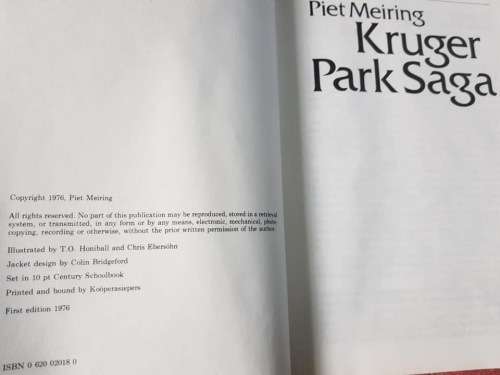 Copyright 1976, Piet Meiring
All rights reserved. No part of this publication may be reproduced, stored in a retrieval
system, or transmitted, in any form or by any means, electronic, mechanical, photo-
copying, recording or otherwise, without the prior written permission of the author.
Illustrated by T.O. Honiball and Chris Ebersöhn
Jacket design by Colin Bridgeford
Set in 10 pt Century Schoolbook
Printed and bound by Koöperasiepers
First edition 1976
ISBN 0 620 02018 0
Piet Meiring
Kruger
Park Saga